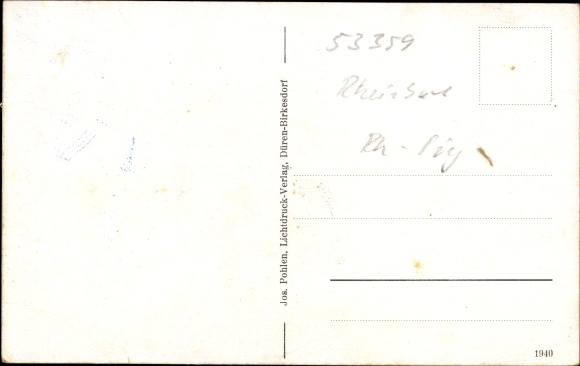 53359
Rheinbach
Rh - Sieg
Jos. Pohlen, Lichtdruck-Verlag, Düren-Birkesdorf
1940